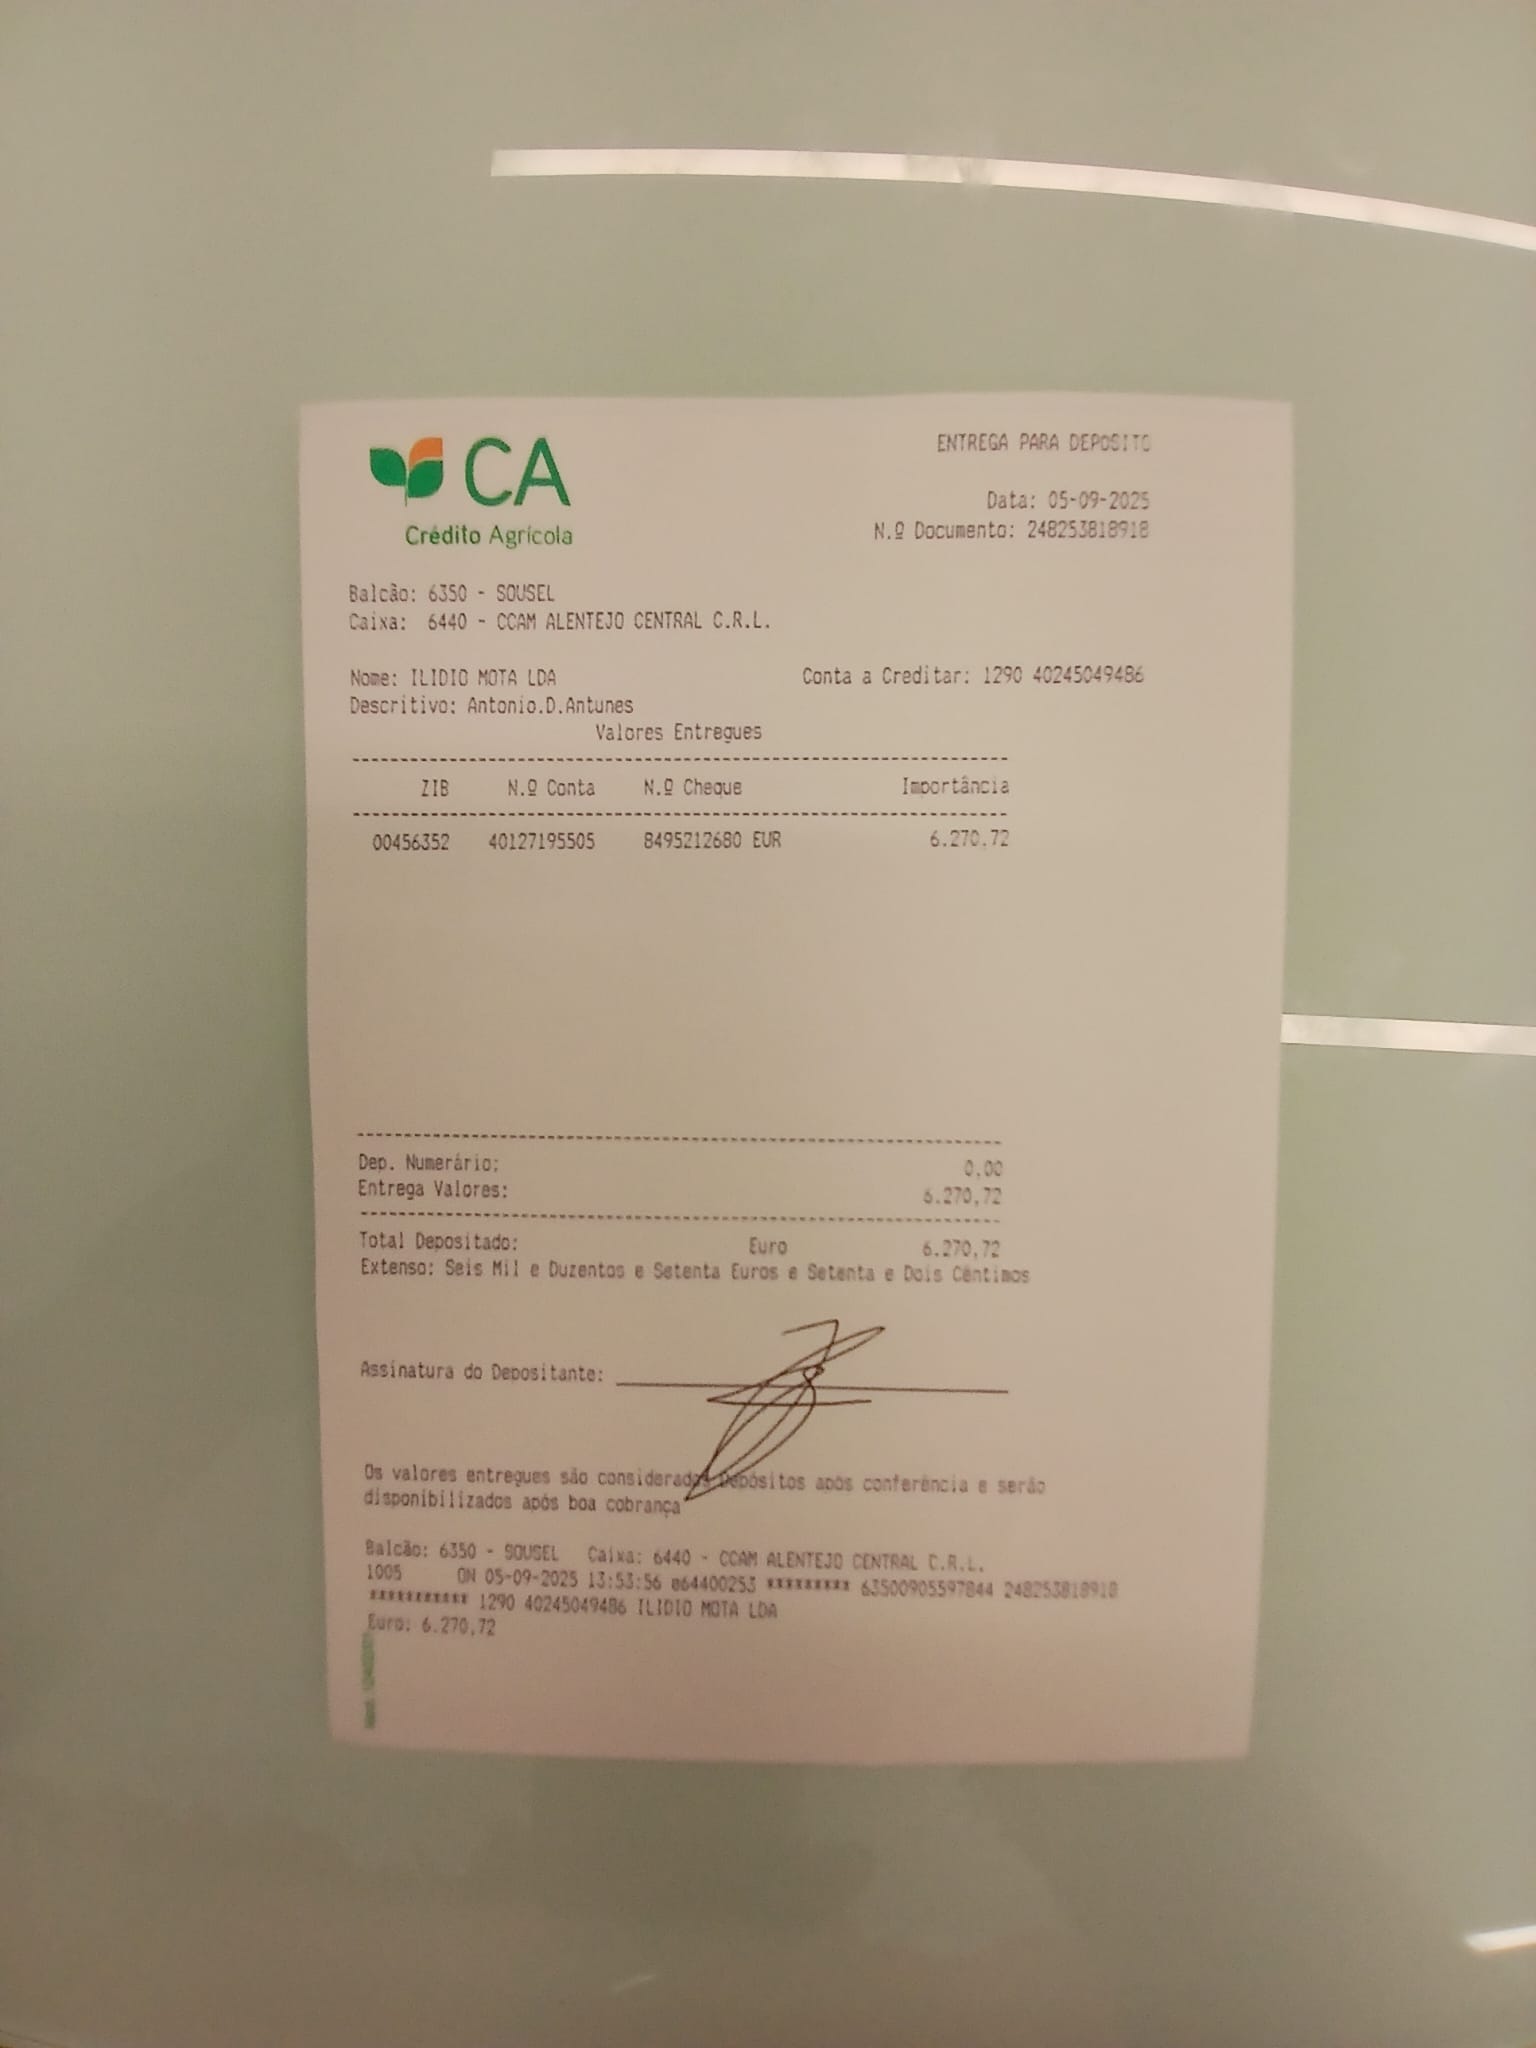 CA
Crédito Agrícola
ENTREGA PARA DEPOSITO
Data: 05-09-2025
N.º Documento: 248253818918
Balcão: 6350 - SOUSEL
Caixa: 6440 - CCAM ALENTEJO CENTRAL C.R.L.
Nome: ILIDIO MOTA LDA Conta a Creditar: 1290 40245049486
Descritivo: Antonio.D.Antunes
Valores Entregues
ZIB N.º Conta N.º Cheque Importância
00456352 40127195505 8495212680 EUR 6.270,72
Dep. Numerário: 0,00
Entrega Valores: 6.270,72
Total Depositado: Euro 6.270,72
Extenso: Seis Mil e Duzentos e Setenta Euros e Setenta e Dois Cêntimos
Assinatura do Depositante:
Os valores entregues são considerados Depósitos após conferência e serão
disponibilizados após boa cobrança
Balcão: 6350 - SOUSEL Caixa: 6440 - CCAM ALENTEJO CENTRAL C.R.L.
1005 ON 05-09-2025 13:53:56 064400253 ********* 63500905597844 248253818918
*********** 1290 40245049486 ILIDIO MOTA LDA
Euro: 6.270,72